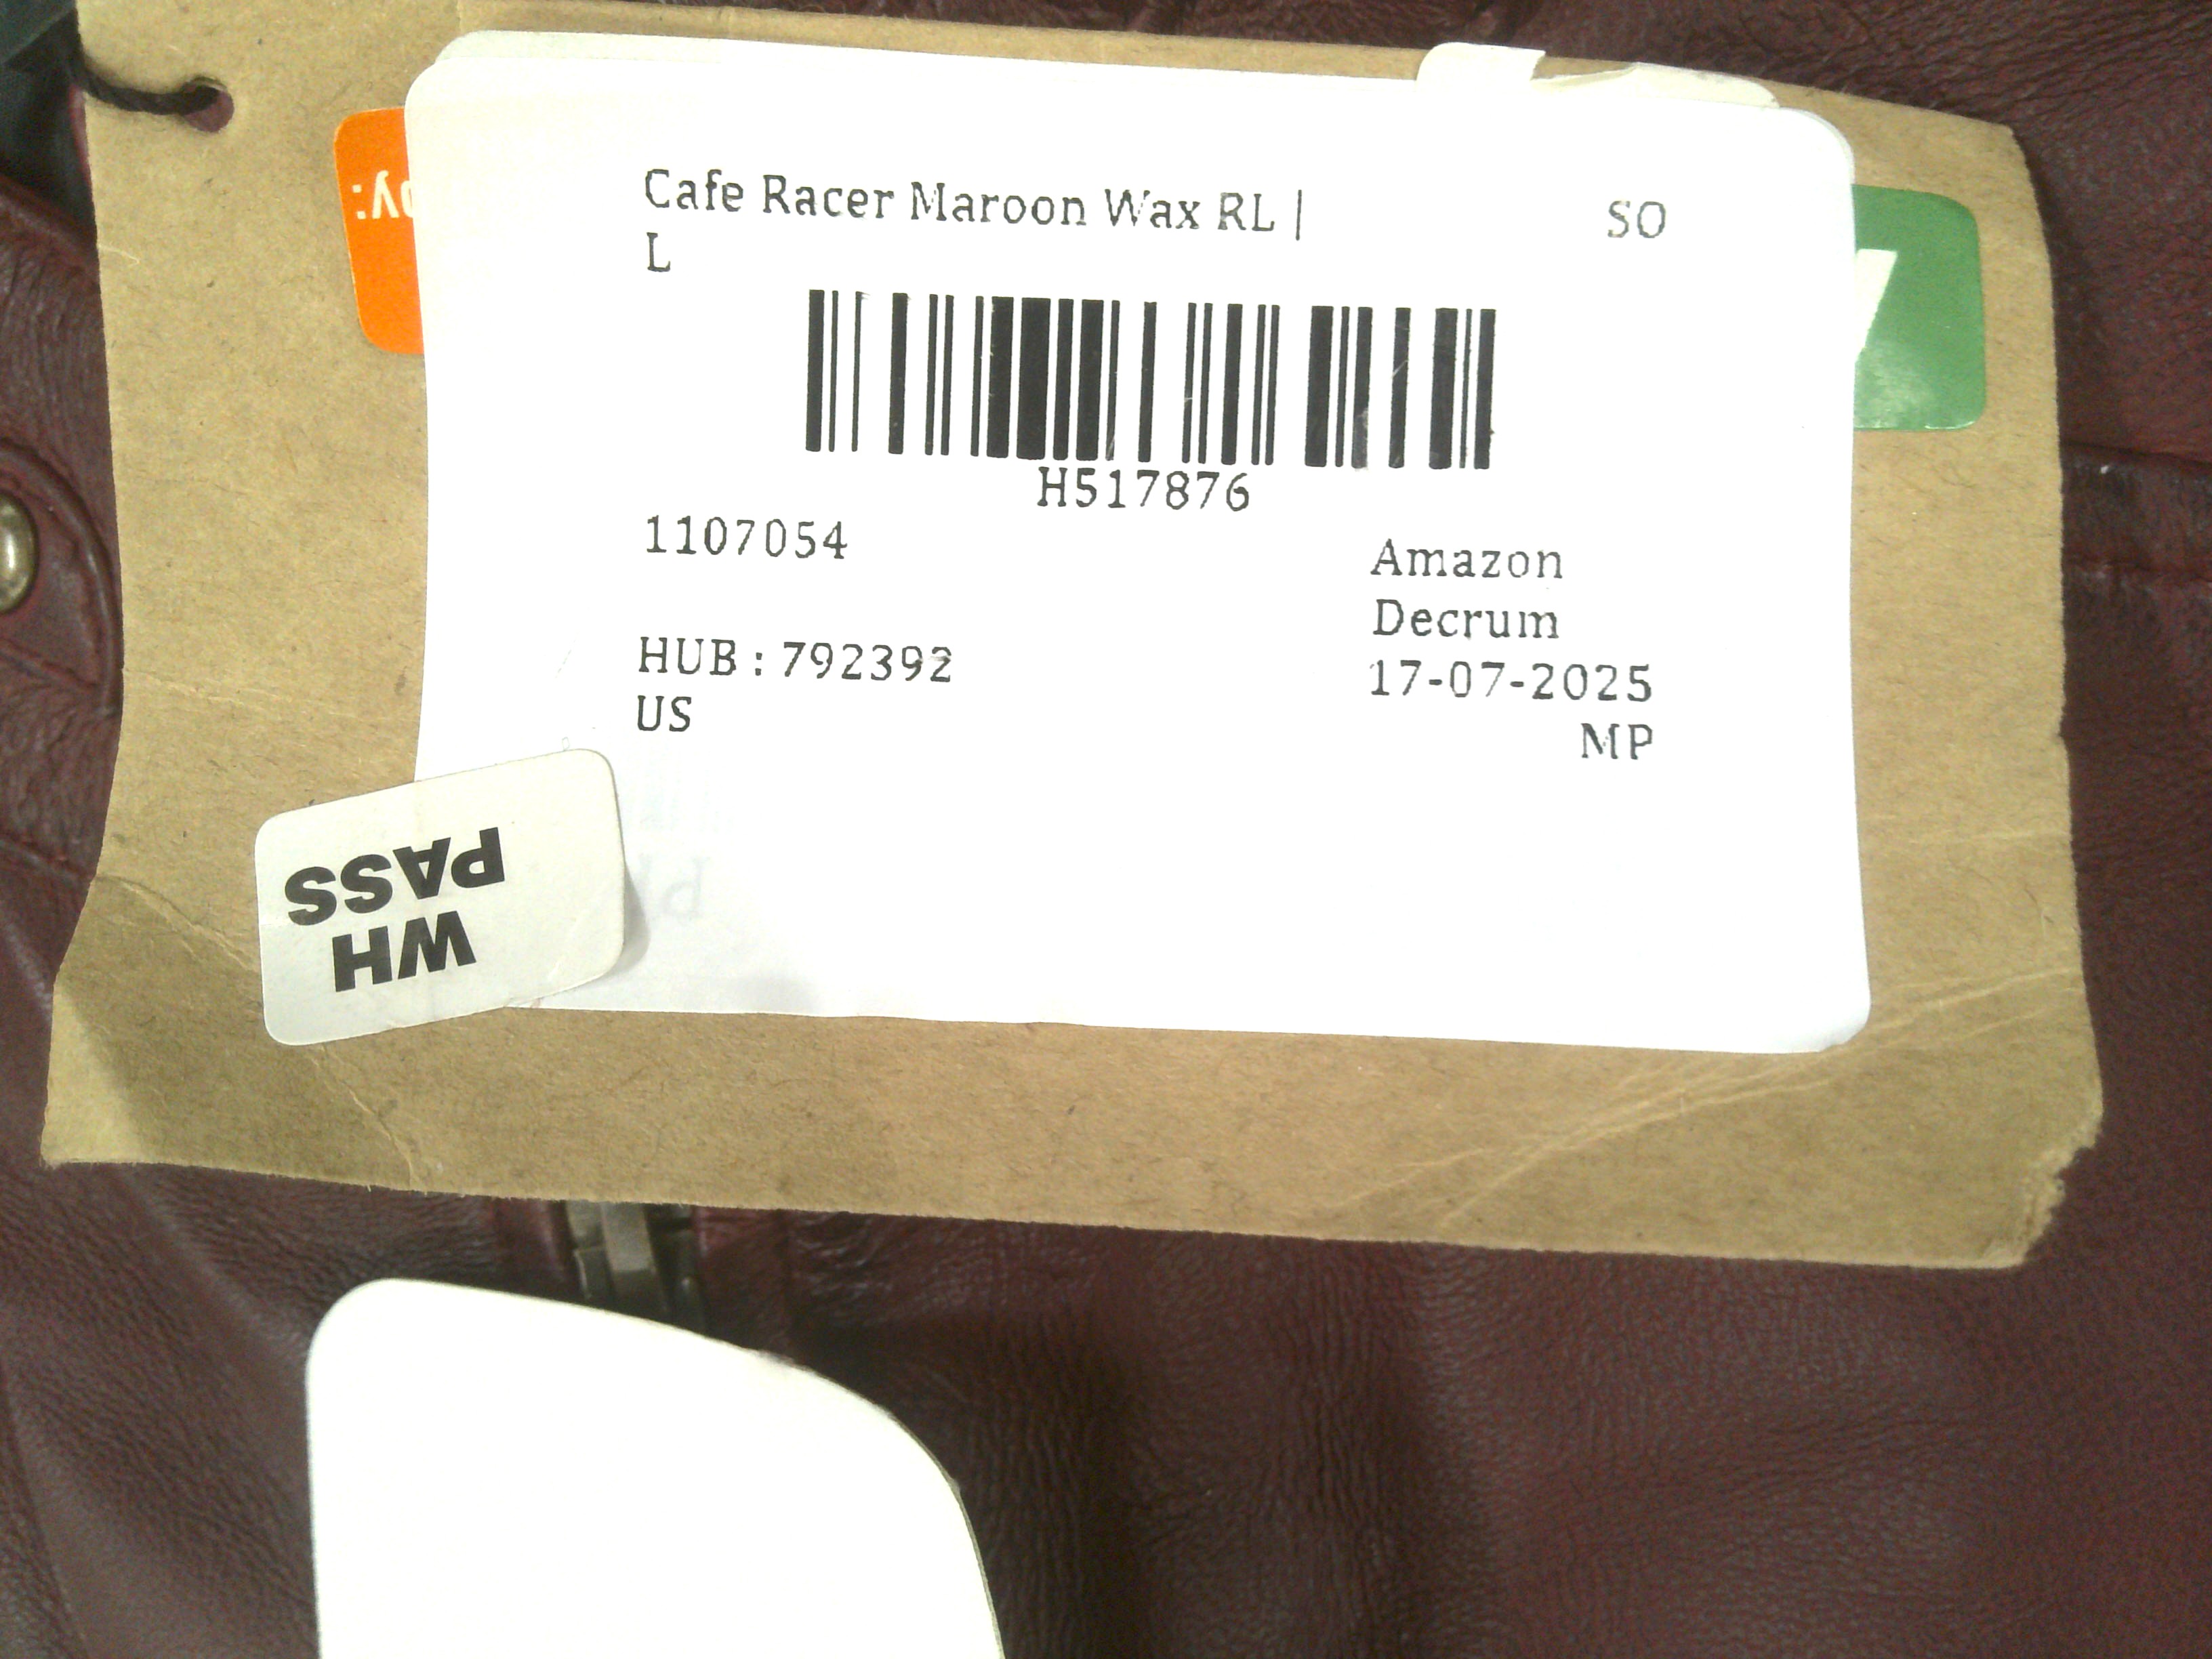 Cafe Racer Maroon Wax RL |
L
SO
H517876
1107054
HUB : 792392
US
Amazon
Decrum
17-07-2025
MP
WH
PASS